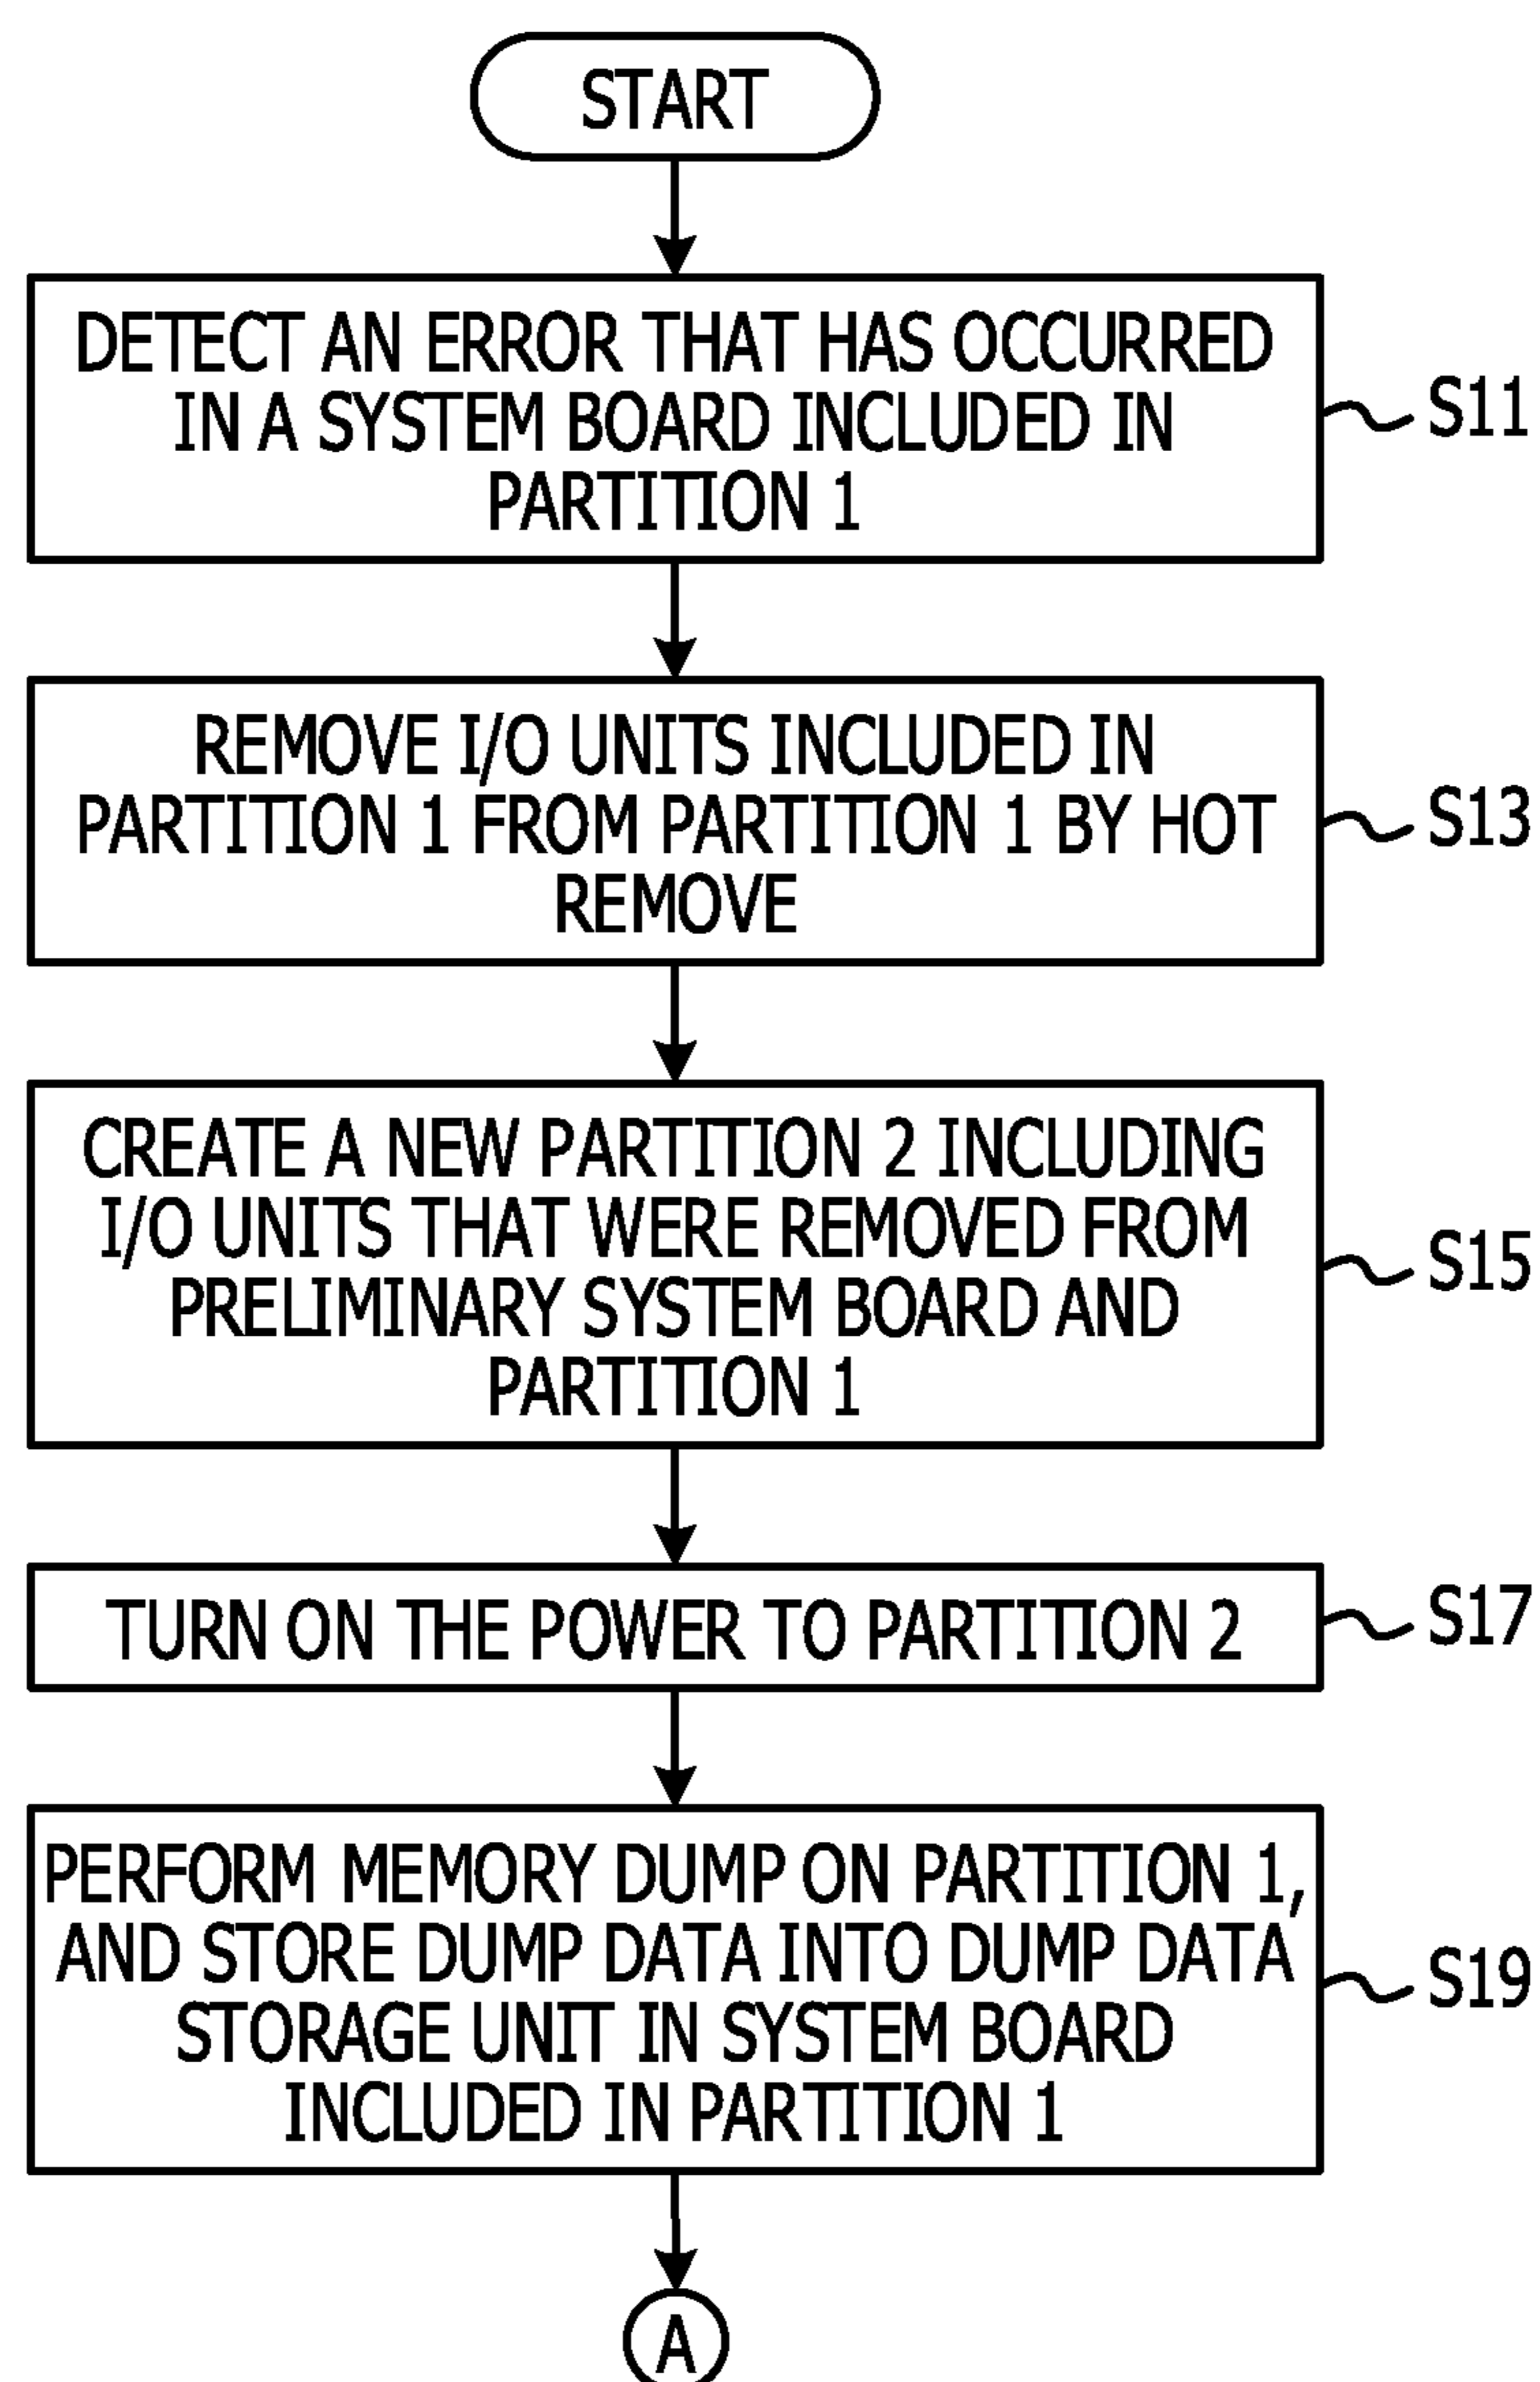 START
DETECT AN ERROR THAT HAS OCCURRED
IN A SYSTEM BOARD INCLUDED IN
PARTITION 1
S11
REMOVE I/O UNITS INCLUDED IN
PARTITION 1 FROM PARTITION 1 BY HOT
REMOVE
S13
CREATE A NEW PARTITION 2 INCLUDING
I/O UNITS THAT WERE REMOVED FROM
PRELIMINARY SYSTEM BOARD AND
PARTITION 1
S15
TURN ON THE POWER TO PARTITION 2
S17
PERFORM MEMORY DUMP ON PARTITION 1,
AND STORE DUMP DATA INTO DUMP DATA
STORAGE UNIT IN SYSTEM BOARD
INCLUDED IN PARTITION 1
S19
A